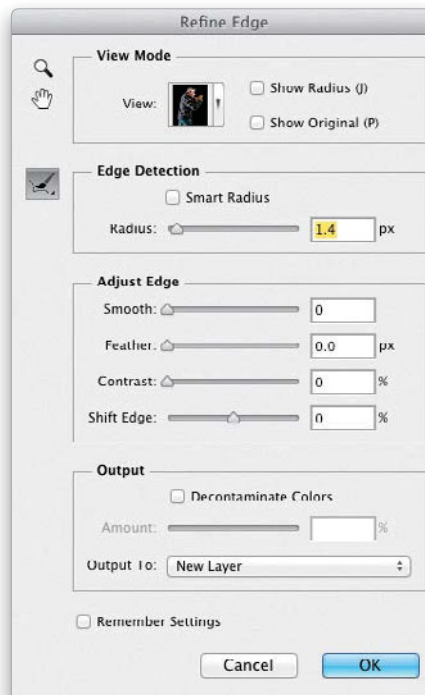 Refine Edge
View Mode
View:
Show Radius (J)
Show Original (P)
Edge Detection
Smart Radius
Radius: 1.4 px
Adjust Edge
Smooth: 0
Feather: 0.0 px
Contrast: 0 %
Shift Edge: 0 %
Output
Decontaminate Colors
Amount: %
Output To: New Layer
Remember Settings
Cancel OK